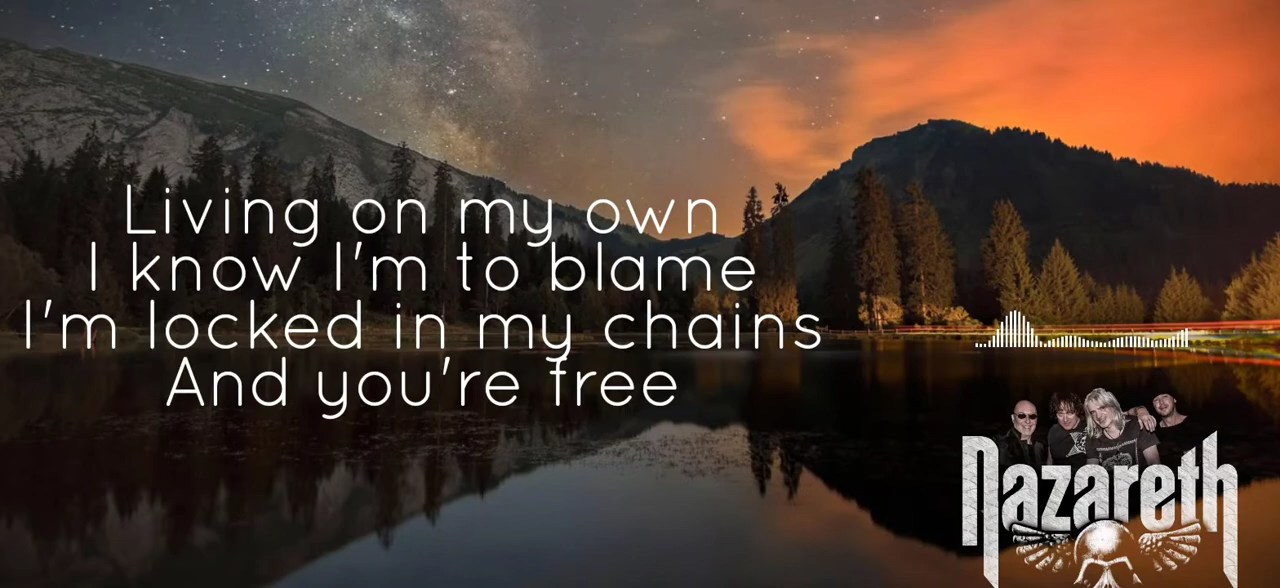 Living on my own
I know I'm to blame
I'm locked in my chains
And you're free
Nazareth